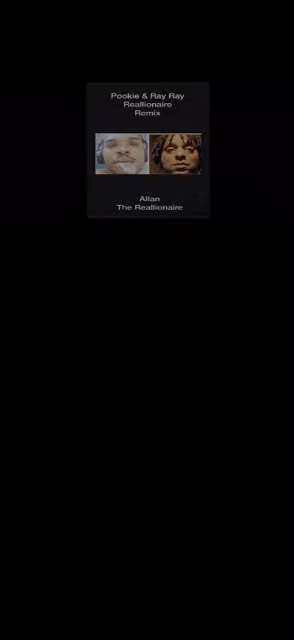 Pookie & Ray Ray
Reallionaire
Remix
Allan
The Reallionaire